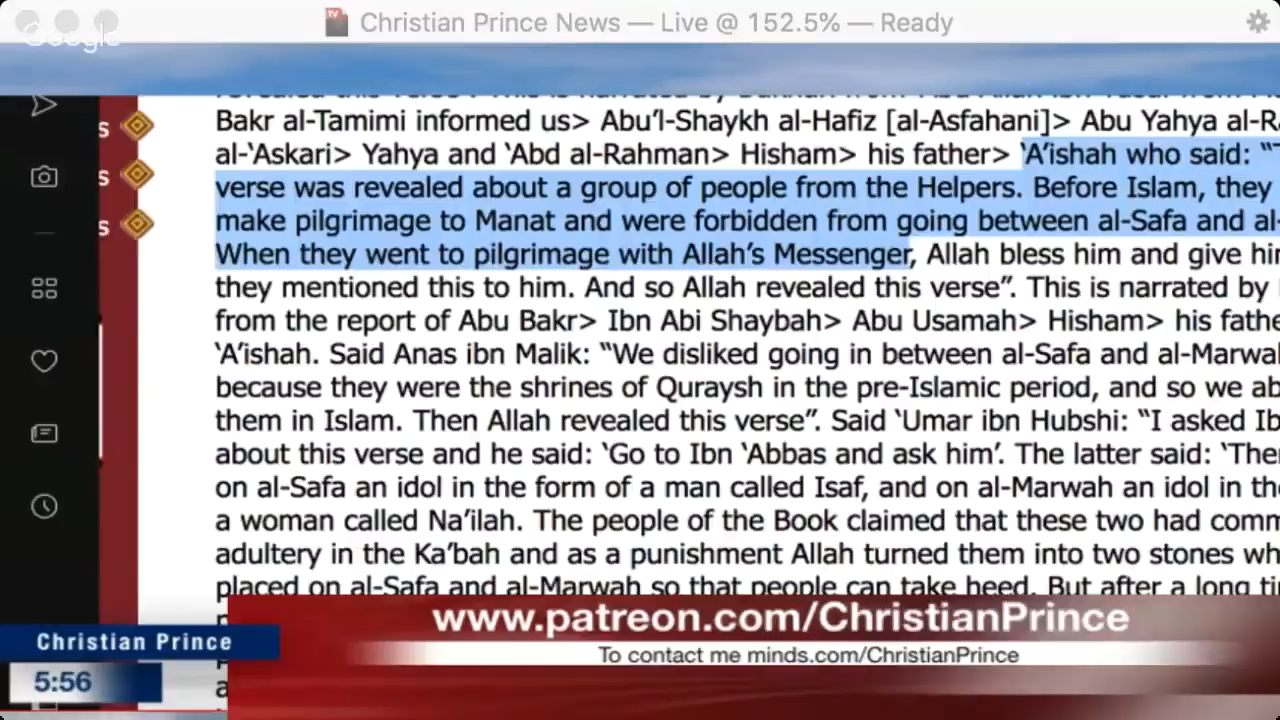 Christian Prince News — Live @ 152.5% — Ready
Google
Bakr al-Tamimi informed us> Abu’l-Shaykh al-Hafiz [al-Asfahani]> Abu Yahya al-R
s
al-‘Askari> Yahya and ‘Abd al-Rahman> Hisham> his father> ‘A’ishah who said: “T
s
verse was revealed about a group of people from the Helpers. Before Islam, they
make pilgrimage to Manat and were forbidden from going between al-Safa and al-
s
When they went to pilgrimage with Allah’s Messenger, Allah bless him and give hi
they mentioned this to him. And so Allah revealed this verse”. This is narrated by
from the report of Abu Bakr> Ibn Abi Shaybah> Abu Usamah> Hisham> his fathe
‘A’ishah. Said Anas ibn Malik: “We disliked going in between al-Safa and al-Marwa
because they were the shrines of Quraysh in the pre-Islamic period, and so we ab
them in Islam. Then Allah revealed this verse”. Said ‘Umar ibn Hubshi: “I asked Ib
about this verse and he said: ‘Go to Ibn ‘Abbas and ask him’. The latter said: ‘Ther
on al-Safa an idol in the form of a man called Isaf, and on al-Marwah an idol in th
a woman called Na’ilah. The people of the Book claimed that these two had comm
adultery in the Ka’bah and as a punishment Allah turned them into two stones wh
placed on al-Safa and al-Marwah so that people can take heed. But after a long ti
www.patreon.com/ChristianPrince
Christian Prince
To contact me minds.com/ChristianPrince
5:56
a